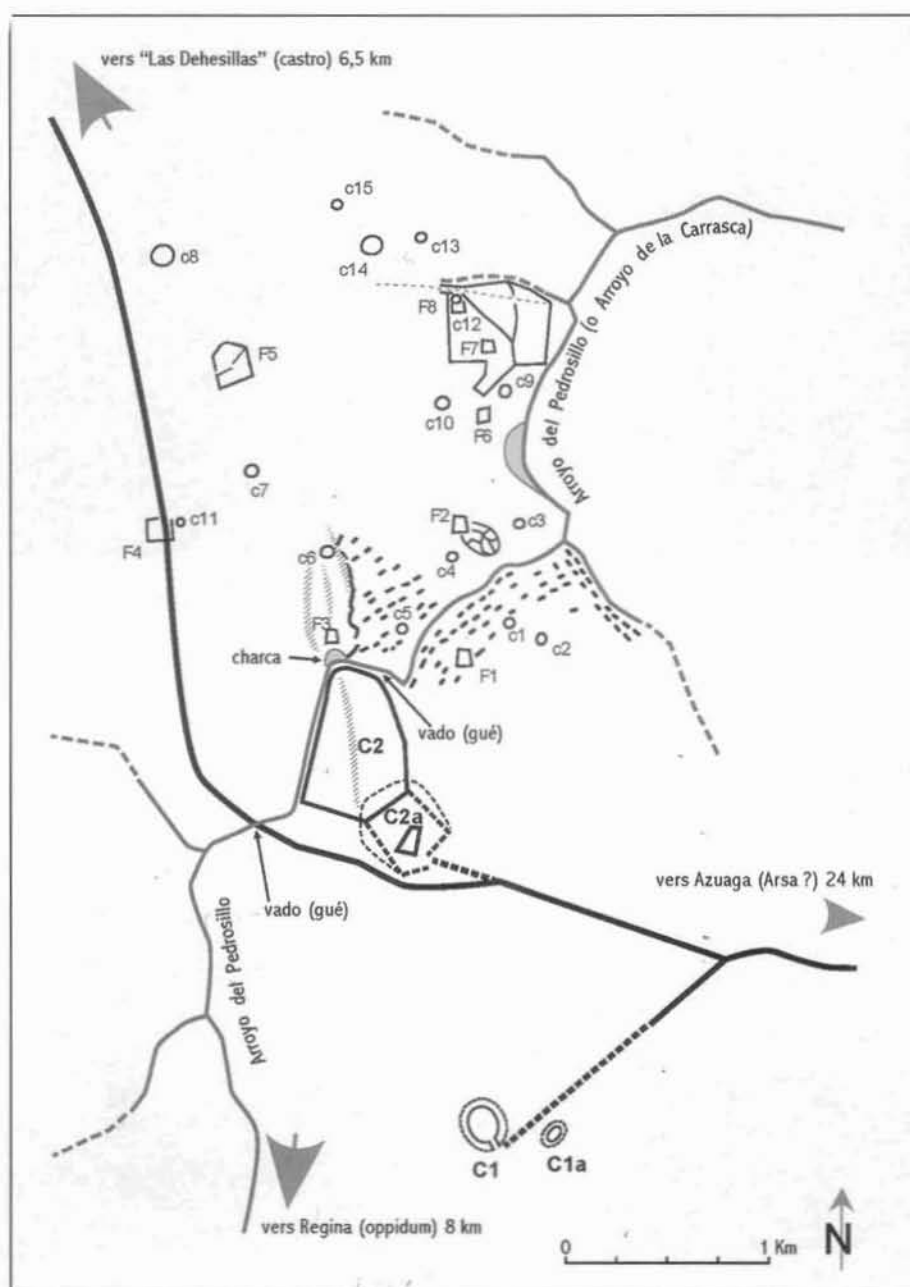 vers "Las Dehesillas" (castro) 6,5 km
c15
c13
c8
c14
Arroyo del Pedrosillo (o Arroyo de la Carrasca)
F8
c12
F5
F7
c9
c10
F6
c7
c11
F4
F2
c3
c4
c6
c5
c1
c2
F3
F1
charca
vado (gué)
C2
C2a
vers Azuaga (Arsa ?) 24 km
vado (gué)
Arroyo del Pedrosillo
C1
C1a
vers Regina (oppidum) 8 km
0
1 Km
N